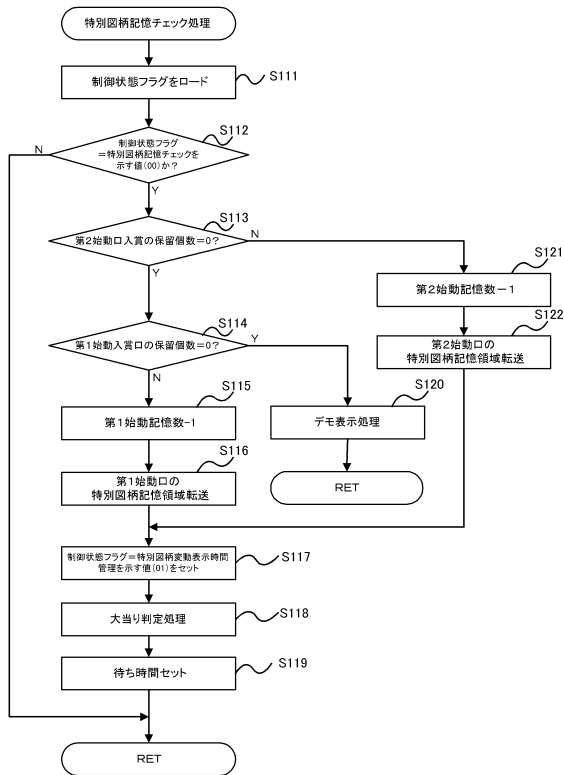 特別図柄記憶チェック処理
制御状態フラグをロード
S111
制御状態フラグ
＝特別図柄記憶チェックを
示す値(00)か？
S112
N
Y
第2始動口入賞の保留個数=0?
S113
N
Y
第2始動記憶数－1
S121
第1始動入賞口の保留個数=0?
S114
Y
N
第2始動口の
特別図柄記憶領域転送
S122
第1始動記憶数-1
S115
デモ表示処理
S120
第1始動口の
特別図柄記憶領域転送
S116
RET
制御状態フラグ＝特別図柄変動表示時間
管理を示す値(01)をセット
S117
大当り判定処理
S118
待ち時間セット
S119
RET